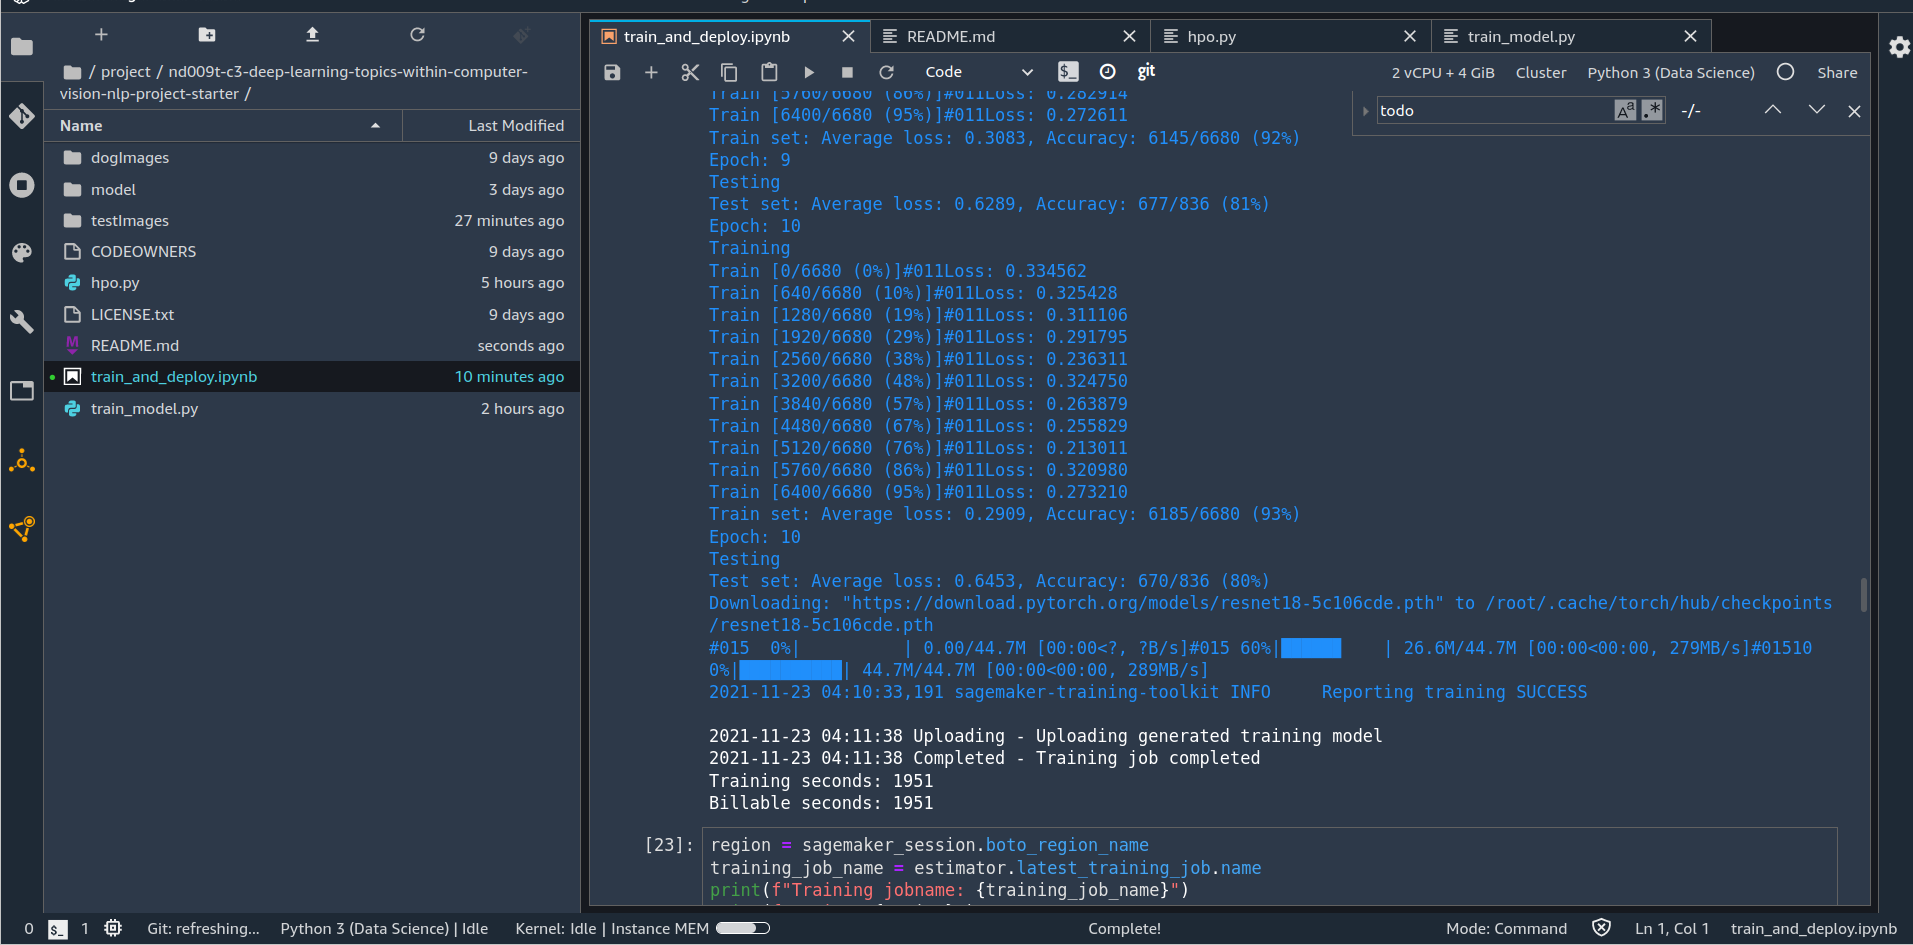 train_and_deploy.ipynb
README.md
hpo.py
train_model.py
/ project / nd009t-c3-deep-learning-topics-within-computer-
vision-nlp-project-starter /
Code
$_
git
2 vCPU + 4 GiB
Cluster
Python 3 (Data Science)
Share
todo
Aa
.*
-/-
Name
Last Modified
dogImages 9 days ago
model 3 days ago
testImages 27 minutes ago
CODEOWNERS 9 days ago
hpo.py 5 hours ago
LICENSE.txt 9 days ago
README.md seconds ago
train_and_deploy.ipynb 10 minutes ago
train_model.py 2 hours ago
Train [5760/6680 (86%)]#011Loss: 0.282914
Train [6400/6680 (95%)]#011Loss: 0.272611
Train set: Average loss: 0.3083, Accuracy: 6145/6680 (92%)
Epoch: 9
Testing
Test set: Average loss: 0.6289, Accuracy: 677/836 (81%)
Epoch: 10
Training
Train [0/6680 (0%)]#011Loss: 0.334562
Train [640/6680 (10%)]#011Loss: 0.325428
Train [1280/6680 (19%)]#011Loss: 0.311106
Train [1920/6680 (29%)]#011Loss: 0.291795
Train [2560/6680 (38%)]#011Loss: 0.236311
Train [3200/6680 (48%)]#011Loss: 0.324750
Train [3840/6680 (57%)]#011Loss: 0.263879
Train [4480/6680 (67%)]#011Loss: 0.255829
Train [5120/6680 (76%)]#011Loss: 0.213011
Train [5760/6680 (86%)]#011Loss: 0.320980
Train [6400/6680 (95%)]#011Loss: 0.273210
Train set: Average loss: 0.2909, Accuracy: 6185/6680 (93%)
Epoch: 10
Testing
Test set: Average loss: 0.6453, Accuracy: 670/836 (80%)
Downloading: "https://download.pytorch.org/models/resnet18-5c106cde.pth" to /root/.cache/torch/hub/checkpoints
/resnet18-5c106cde.pth
#015  0%|          | 0.00/44.7M [00:00<?, ?B/s]#015 60%|██████    | 26.6M/44.7M [00:00<00:00, 279MB/s]#01510
0%|██████████| 44.7M/44.7M [00:00<00:00, 289MB/s]
2021-11-23 04:10:33,191 sagemaker-training-toolkit INFO     Reporting training SUCCESS
2021-11-23 04:11:38 Uploading - Uploading generated training model
2021-11-23 04:11:38 Completed - Training job completed
Training seconds: 1951
Billable seconds: 1951
[23]:
region = sagemaker_session.boto_region_name
training_job_name = estimator.latest_training_job.name
print(f"Training jobname: {training_job_name}")
0
$_
1
Git: refreshing...
Python 3 (Data Science) | Idle
Kernel: Idle | Instance MEM
Complete!
Mode: Command
Ln 1, Col 1
train_and_deploy.ipynb